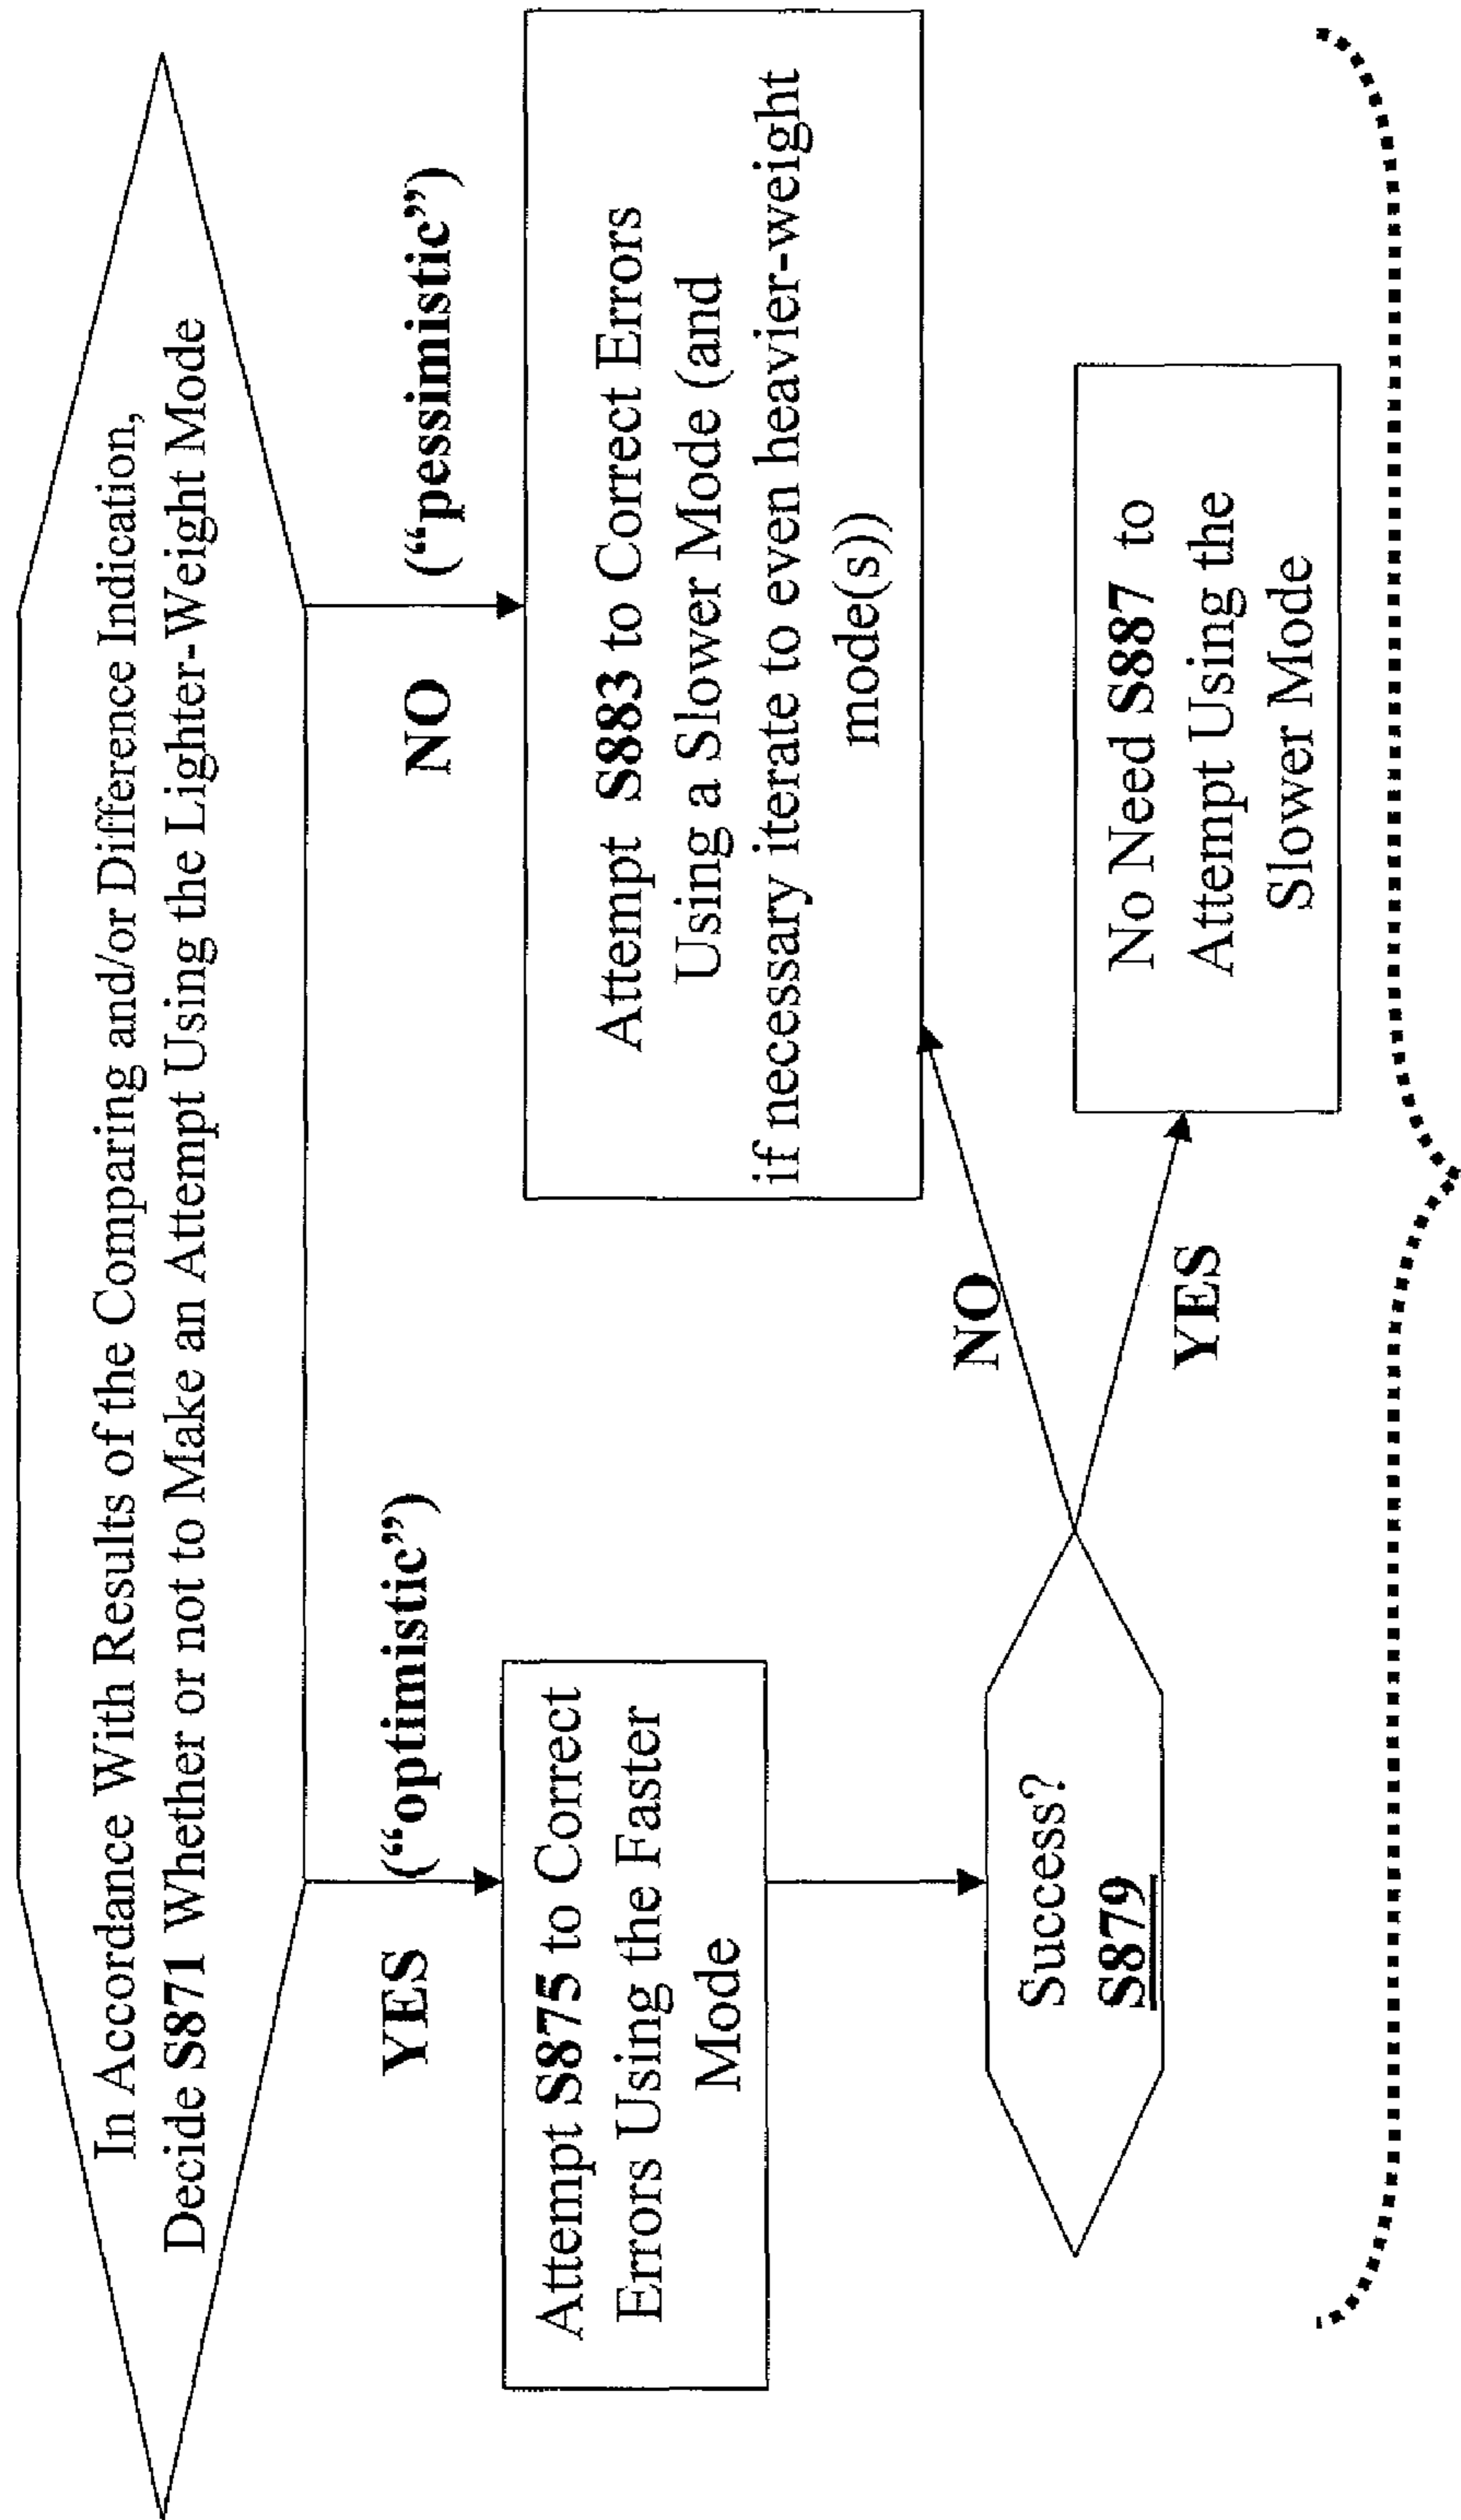 In Accordance With Results of the Comparing and/or Difference Indication,
Decide S871 Whether or not to Make an Attempt Using the Lighter-Weight Mode
YES
(“optimistic”)
NO
(“pessimistic”)
Attempt S875 to Correct
Errors Using the Faster
Mode
Attempt S883 to Correct Errors
Using a Slower Mode (and
if necessary iterate to even heavier-weight
mode(s))
Success?
S879
NO
YES
No Need S887 to
Attempt Using the
Slower Mode